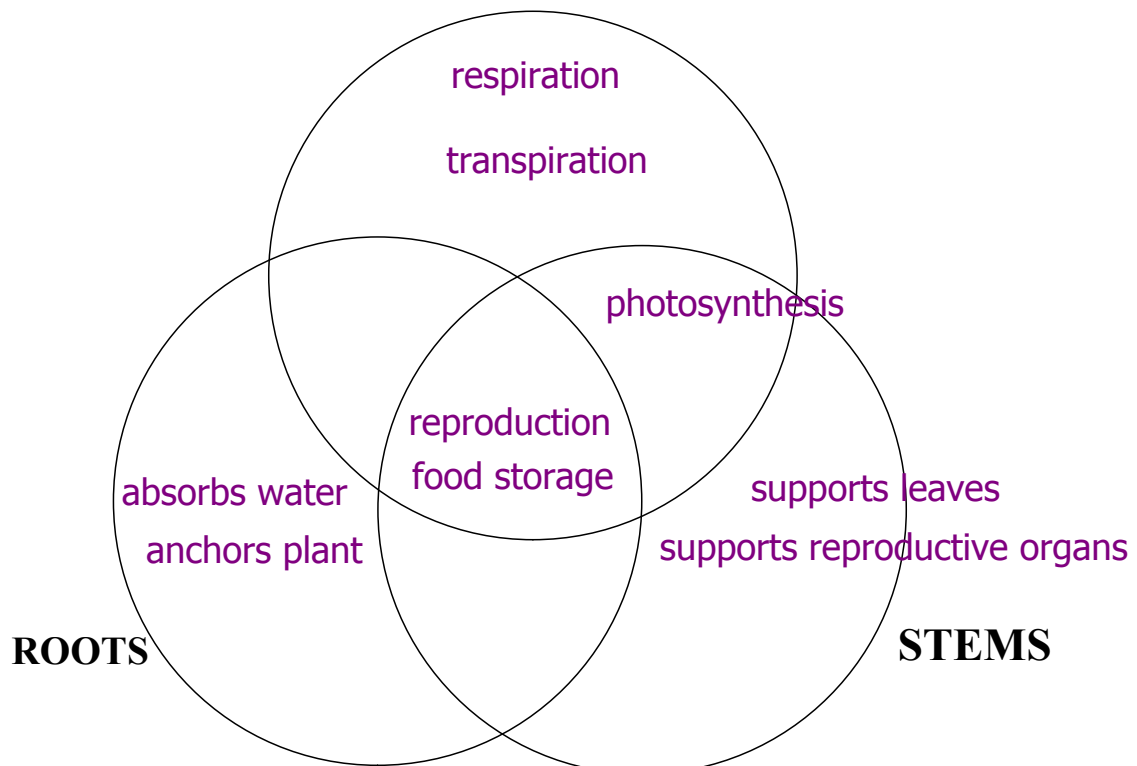 respiration
transpiration
photosynthesis
reproduction
food storage
absorbs water
anchors plant
supports leaves
supports reproductive organs
ROOTS
STEMS